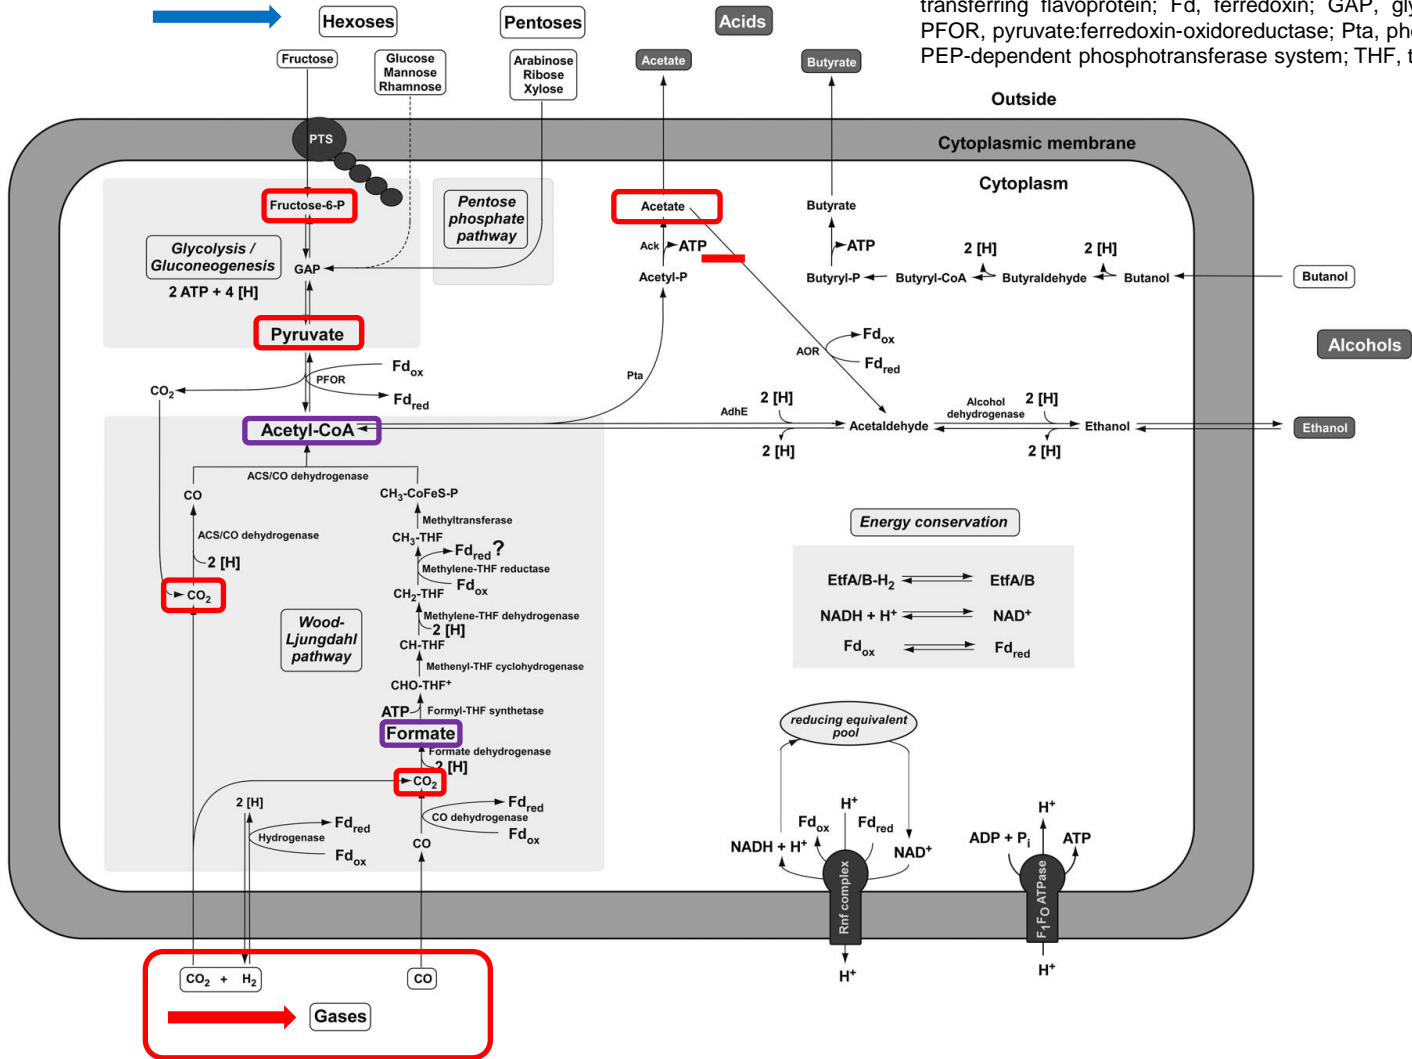 transferring flavoprotein; Fd, ferredoxin; GAP, gly
PFOR, pyruvate:ferredoxin-oxidoreductase; Pta, pho
PEP-dependent phosphotransferase system; THF, t
Hexoses
Pentoses
Acids
Fructose
Glucose
Mannose
Rhamnose
Arabinose
Ribose
Xylose
Acetate
Butyrate
Outside
Cytoplasmic membrane
Cytoplasm
PTS
Fructose-6-P
Pentose
phosphate
pathway
Glycolysis /
Gluconeogenesis
GAP
2 ATP + 4 [H]
Pyruvate
Acetate
Ack
ATP
Acetyl-P
Butyrate
ATP
Butyryl-P
Butyryl-CoA
2 [H]
Butyraldehyde
2 [H]
Butanol
Butanol
Alcohols
CO2
PFOR
Fdox
Fdred
Pta
AOR
Fdox
Fdred
Acetyl-CoA
AdhE
2 [H]
2 [H]
Acetaldehyde
Alcohol
dehydrogenase
2 [H]
2 [H]
Ethanol
Ethanol
ACS/CO dehydrogenase
CO
CH3-CoFeS-P
Methyltransferase
ACS/CO dehydrogenase
2 [H]
CH3-THF
Fdred ?
Methylene-THF reductase
Fdox
CO2
CH2-THF
Methylene-THF dehydrogenase
2 [H]
CH-THF
Methenyl-THF cyclohydrogenase
CHO-THF+
ATP
Formyl-THF synthetase
Wood-
Ljungdahl
pathway
Formate
Formate dehydrogenase
2 [H]
CO2
2 [H]
Fdred
Hydrogenase
Fdox
Fdred
CO dehydrogenase
Fdox
CO
Energy conservation
EtfA/B-H2
EtfA/B
NADH + H+
NAD+
Fdox
Fdred
reducing equivalent
pool
H+
Fdox
Fdred
NADH + H+
NAD+
Rnf complex
H+
H+
ADP + Pi
ATP
F1FO ATPase
H+
CO2 + H2
CO
Gases